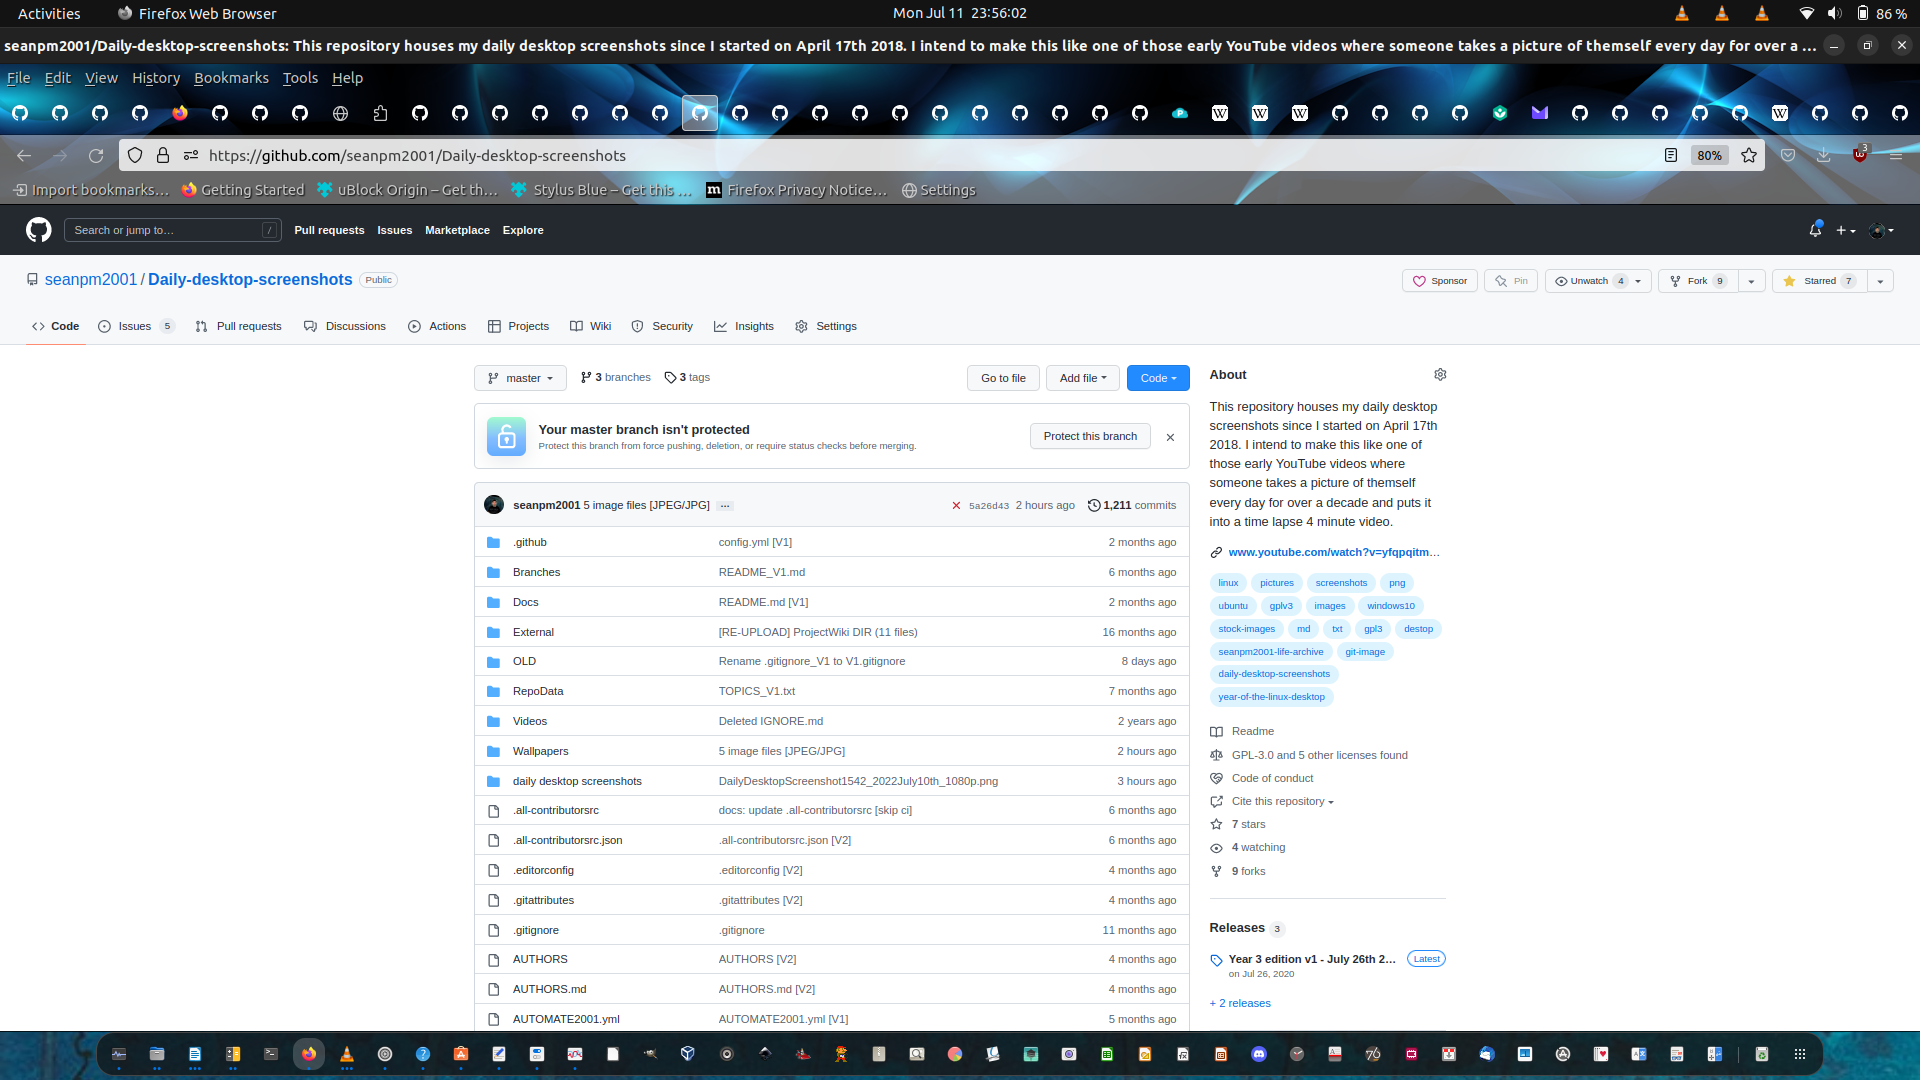 Activities Firefox Web Browser Mon Jul 11 23:56:02 86 %
seanpm2001/Daily-desktop-screenshots: This repository houses my daily desktop screenshots since I started on April 17th 2018. I intend to make this like one of those early YouTube videos where someone takes a picture of themself every day for over a ...
File Edit View History Bookmarks Tools Help
https://github.com/seanpm2001/Daily-desktop-screenshots 80% 3
Import bookmarks... Getting Started uBlock Origin – Get th... Stylus Blue – Get this ... Firefox Privacy Notice... Settings
Search or jump to... / Pull requests Issues Marketplace Explore
seanpm2001 / Daily-desktop-screenshots Public Sponsor Pin Unwatch 4 Fork 9 Starred 7
Code Issues 5 Pull requests Discussions Actions Projects Wiki Security Insights Settings
master 3 branches 3 tags Go to file Add file Code
Your master branch isn't protected
Protect this branch from force pushing, deletion, or require status checks before merging.
Protect this branch
seanpm2001 5 image files [JPEG/JPG] ... 5a26d43 2 hours ago 1,211 commits
.github config.yml [V1] 2 months ago
Branches README_V1.md 6 months ago
Docs README.md [V1] 2 months ago
External [RE-UPLOAD] ProjectWiki DIR (11 files) 16 months ago
OLD Rename .gitignore_V1 to V1.gitignore 8 days ago
RepoData TOPICS_V1.txt 7 months ago
Videos Deleted IGNORE.md 2 years ago
Wallpapers 5 image files [JPEG/JPG] 2 hours ago
daily desktop screenshots DailyDesktopScreenshot1542_2022July10th_1080p.png 3 hours ago
.all-contributorsrc docs: update .all-contributorsrc [skip ci] 6 months ago
.all-contributorsrc.json .all-contributorsrc.json [V2] 6 months ago
.editorconfig .editorconfig [V2] 4 months ago
.gitattributes .gitattributes [V2] 4 months ago
.gitignore .gitignore 11 months ago
AUTHORS AUTHORS [V2] 4 months ago
AUTHORS.md AUTHORS.md [V2] 4 months ago
AUTOMATE2001.yml AUTOMATE2001.yml [V1] 5 months ago
About
This repository houses my daily desktop
screenshots since I started on April 17th
2018. I intend to make this like one of
those early YouTube videos where
someone takes a picture of themself
every day for over a decade and puts it
into a time lapse 4 minute video.
www.youtube.com/watch?v=yfqpqitm...
linux pictures screenshots png
ubuntu gplv3 images windows10
stock-images md txt gpl3 destop
seanpm2001-life-archive git-image
daily-desktop-screenshots
year-of-the-linux-desktop
Readme
GPL-3.0 and 5 other licenses found
Code of conduct
Cite this repository
7 stars
4 watching
9 forks
Releases 3
Year 3 edition v1 - July 26th 2... Latest
on Jul 26, 2020
+ 2 releases